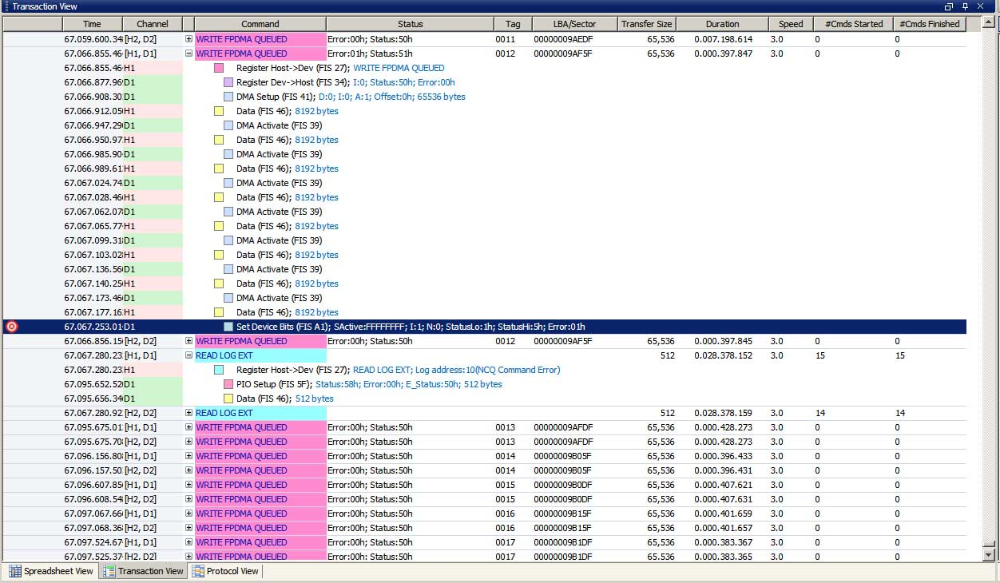 Transaction View
Time Channel Command Status Tag LBA/Sector Transfer Size Duration Speed #Cmds Started #Cmds Finished
67.059.600.348 [H2, D2] WRITE FPDMA QUEUED Error:00h; Status:50h 0011 00000009AEDF 65,536 0.007.198.614 3.0 0 0
67.066.855.46 [H1, D1] WRITE FPDMA QUEUED Error:01h; Status:51h 0012 00000009AF5F 65,536 0.000.397.847 3.0 0 0
67.066.855.46 H1 Register Host->Dev (FIS 27); WRITE FPDMA QUEUED
67.066.877.96 D1 Register Dev->Host (FIS 34); I:0; Status:50h; Error:00h
67.066.908.30 D1 DMA Setup (FIS 41); D:0; I:0; A:1; Offset:0h; 65536 bytes
67.066.912.05 H1 Data (FIS 46); 8192 bytes
67.066.947.29 D1 DMA Activate (FIS 39)
67.066.950.97 H1 Data (FIS 46); 8192 bytes
67.066.985.90 D1 DMA Activate (FIS 39)
67.066.989.61 H1 Data (FIS 46); 8192 bytes
67.067.024.74 D1 DMA Activate (FIS 39)
67.067.028.46 H1 Data (FIS 46); 8192 bytes
67.067.062.07 D1 DMA Activate (FIS 39)
67.067.065.77 H1 Data (FIS 46); 8192 bytes
67.067.099.31 D1 DMA Activate (FIS 39)
67.067.103.02 H1 Data (FIS 46); 8192 bytes
67.067.136.56 D1 DMA Activate (FIS 39)
67.067.140.25 H1 Data (FIS 46); 8192 bytes
67.067.173.46 D1 DMA Activate (FIS 39)
67.067.177.16 H1 Data (FIS 46); 8192 bytes
67.067.253.01 D1 Set Device Bits (FIS A1); SActive:FFFFFFFF; I:1; N:0; StatusLo:1h; StatusHi:5h; Error:01h
67.066.856.15 [H2, D2] WRITE FPDMA QUEUED 0012 00000009AF5F 65,536 0.000.397.845 3.0 0 0
67.067.280.23 [H1, D1] READ LOG EXT 512 0.028.378.152 3.0 15 15
67.067.280.23 H1 Register Host->Dev (FIS 27); READ LOG EXT; Log address:10(NCQ Command Error)
67.095.652.52 D1 PIO Setup (FIS 5F); Status:58h; Error:00h; E_Status:50h; 512 bytes
67.095.656.34 D1 Data (FIS 46); 512 bytes
67.067.280.92 [H2, D2] READ LOG EXT 512 0.028.378.159 3.0 14 14
67.095.675.01 [H1, D1] WRITE FPDMA QUEUED Error:00h; Status:50h 0013 00000009AFDF 65,536 0.000.428.273 3.0 0 0
67.095.675.70 [H2, D2] WRITE FPDMA QUEUED Error:00h; Status:50h 0013 00000009AFDF 65,536 0.000.428.273 3.0 0 0
67.096.156.80 [H1, D1] WRITE FPDMA QUEUED Error:00h; Status:50h 0014 00000009B05F 65,536 0.000.396.433 3.0 0 0
67.096.157.50 [H2, D2] WRITE FPDMA QUEUED Error:00h; Status:50h 0014 00000009B05F 65,536 0.000.396.431 3.0 0 0
67.096.607.85 [H1, D1] WRITE FPDMA QUEUED Error:00h; Status:50h 0015 00000009B0DF 65,536 0.000.407.621 3.0 0 0
67.096.608.54 [H2, D2] WRITE FPDMA QUEUED Error:00h; Status:50h 0015 00000009B0DF 65,536 0.000.407.631 3.0 0 0
67.097.067.66 [H1, D1] WRITE FPDMA QUEUED Error:00h; Status:50h 0016 00000009B15F 65,536 0.000.401.659 3.0 0 0
67.097.068.36 [H2, D2] WRITE FPDMA QUEUED Error:00h; Status:50h 0016 00000009B15F 65,536 0.000.401.657 3.0 0 0
67.097.524.67 [H1, D1] WRITE FPDMA QUEUED Error:00h; Status:50h 0017 00000009B1DF 65,536 0.000.383.367 3.0 0 0
67.097.525.37 [H2, D2] WRITE FPDMA QUEUED Error:00h; Status:50h 0017 00000009B1DF 65,536 0.000.383.365 3.0 0 0
Spreadsheet View Transaction View Protocol View